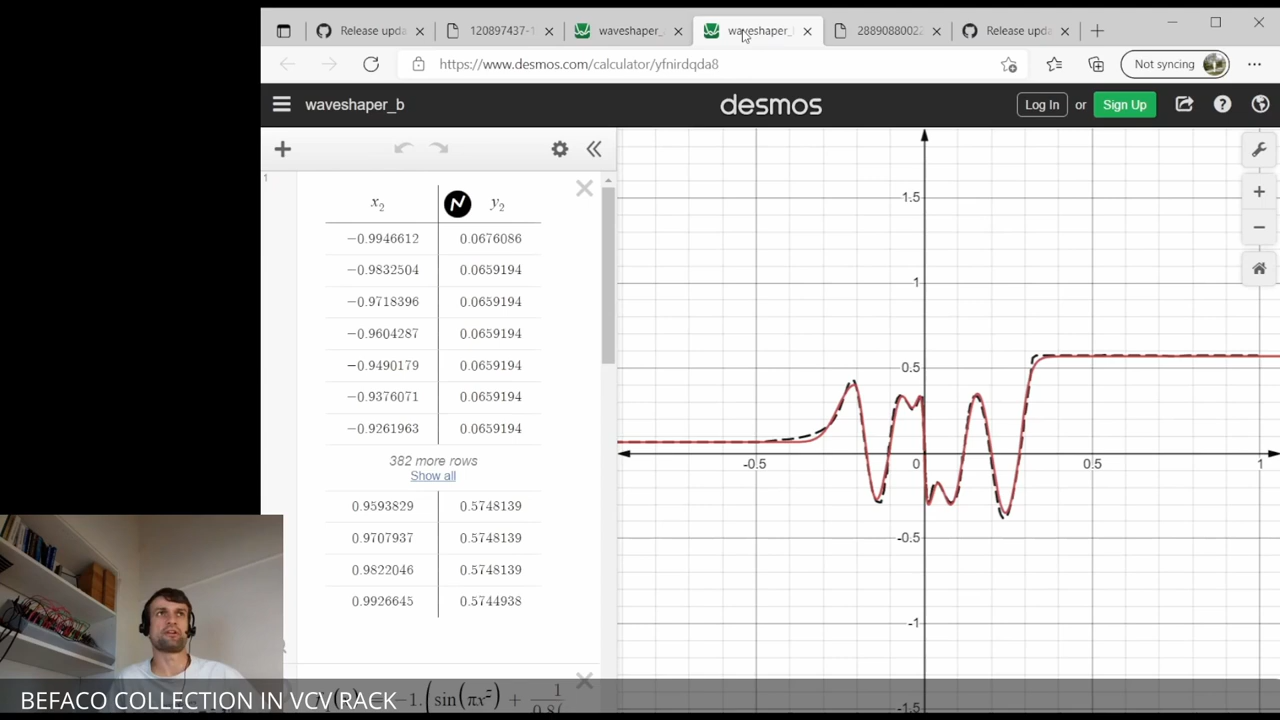 Release upda
120897437-1
waveshaper_
waveshaper_
28890880022
Release upda
https://www.desmos.com/calculator/yfnirdqda8
Not syncing
waveshaper_b
desmos
Log In or Sign Up
1
x₂ y₂
−0.9946612 0.0676086
−0.9832504 0.0659194
−0.9718396 0.0659194
−0.9604287 0.0659194
−0.9490179 0.0659194
−0.9376071 0.0659194
−0.9261963 0.0659194
382 more rows
Show all
0.9593829 0.5748139
0.9707937 0.5748139
0.9822046 0.5748139
0.9926645 0.5744938
1.5
1
0.5
-0.5 0 0.5 1
-0.5
-1
-1.5
BEFACO COLLECTION IN VCV RACK